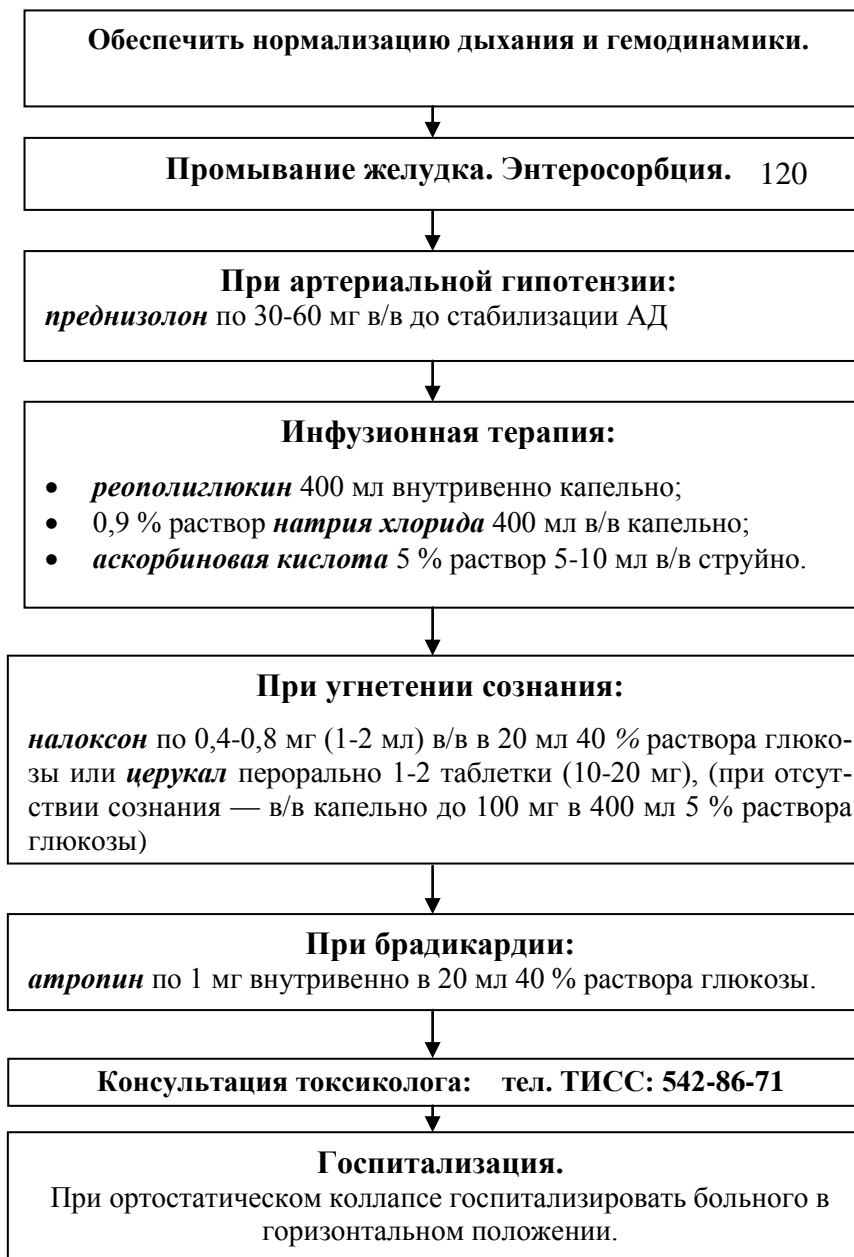 Обеспечить нормализацию дыхания и гемодинамики.
Промывание желудка. Энтеросорбция. 120
При артериальной гипотензии:
преднизолон по 30-60 мг в/в до стабилизации АД
Инфузионная терапия:
• реополиглюкин 400 мл внутривенно капельно;
• 0,9 % раствор натрия хлорида 400 мл в/в капельно;
• аскорбиновая кислота 5 % раствор 5-10 мл в/в струйно.
При угнетении сознания:
налоксон по 0,4-0,8 мг (1-2 мл) в/в в 20 мл 40 % раствора глюко-
зы или церукал перорально 1-2 таблетки (10-20 мг), (при отсут-
ствии сознания — в/в капельно до 100 мг в 400 мл 5 % раствора
глюкозы)
При брадикардии:
атропин по 1 мг внутривенно в 20 мл 40 % раствора глюкозы.
Консультация токсиколога: тел. ТИСС: 542-86-71
Госпитализация.
При ортостатическом коллапсе госпитализировать больного в
горизонтальном положении.